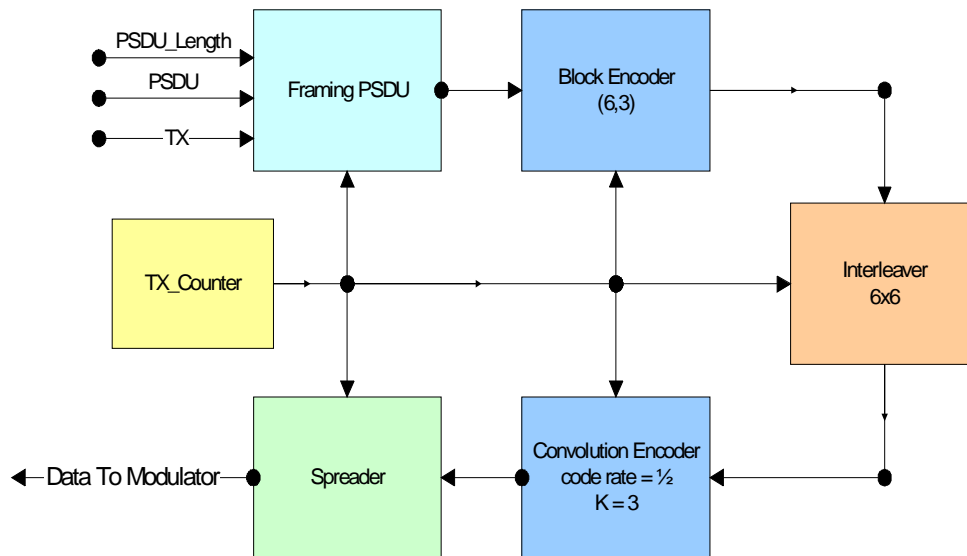 PSDU_Length
PSDU
TX
Framing PSDU
Block Encoder
(6,3)
TX_Counter
Interleaver
6x6
Data To Modulator
Spreader
Convolution Encoder
code rate = ½
K = 3